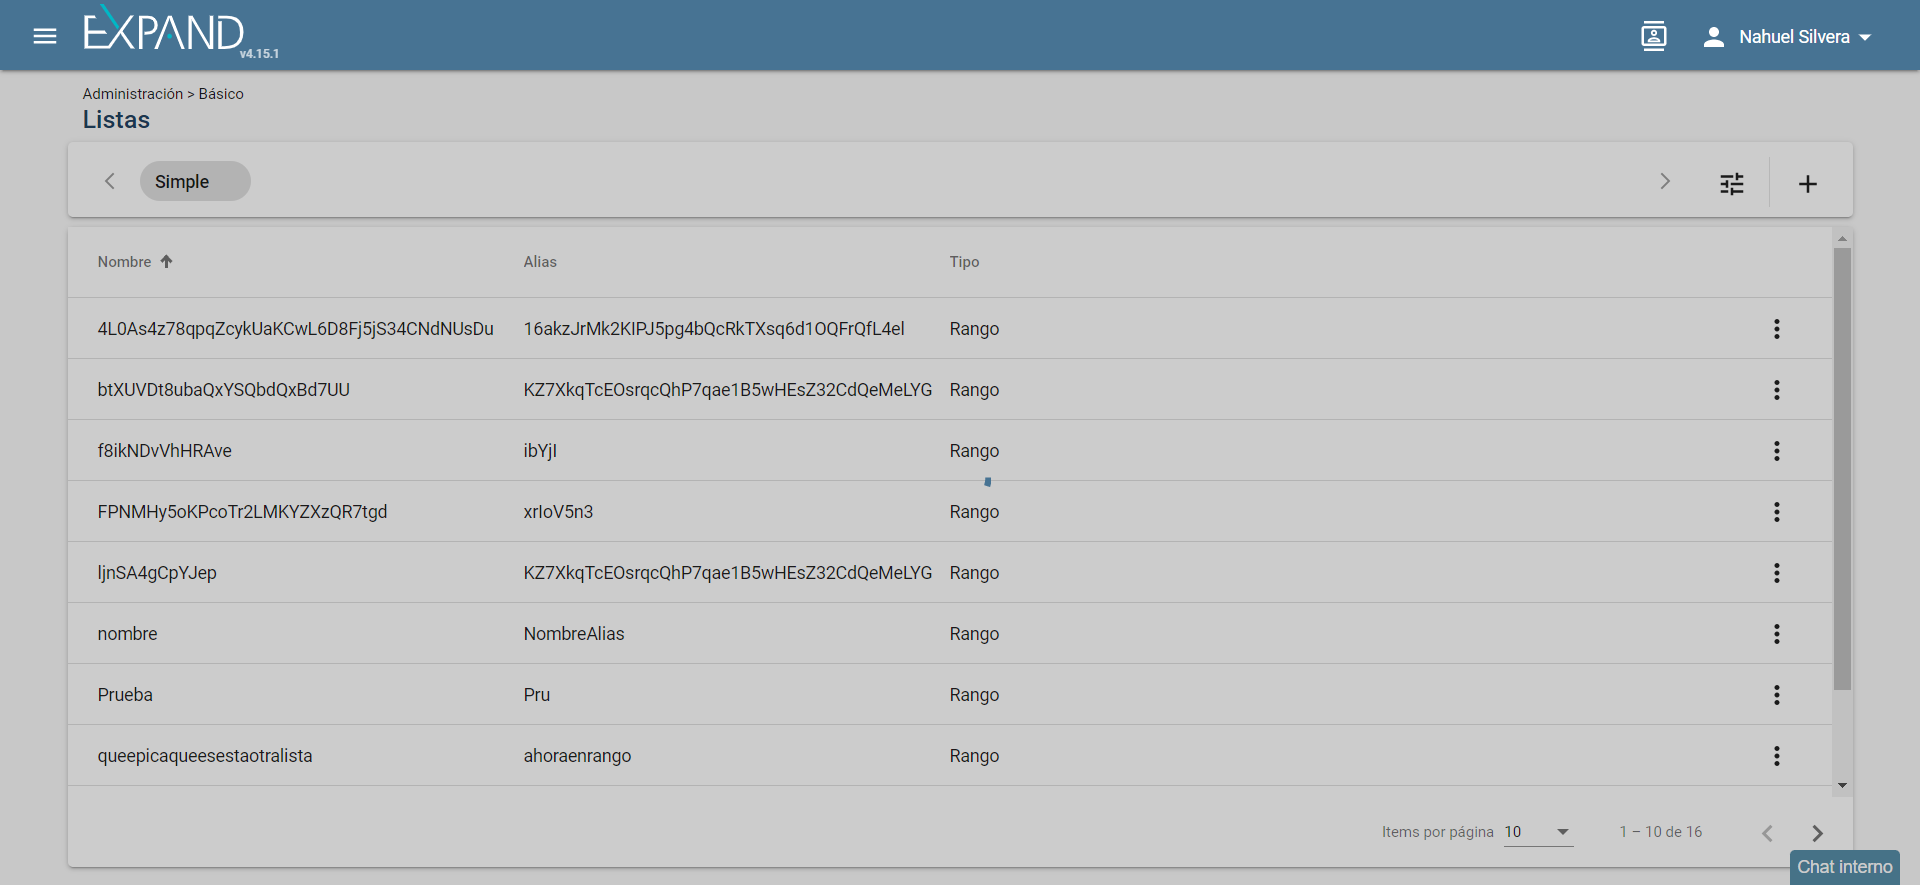 EXPAND
v4.15.1
Nahuel Silvera
Administración > Básico
Listas
Simple
Nombre Alias Tipo
4L0As4z78qpqZcykUaKCwL6D8Fj5jS34CNdNUsDu 16akzJrMk2KIPJ5pg4bQcRkTXsq6d1OQFrQfL4el Rango
btXUVDt8ubaQxYSQbdQxBd7UU KZ7XkqTcEOsrqcQhP7qae1B5wHEsZ32CdQeMeLYG Rango
f8ikNDvVhHRAve ibYjI Rango
FPNMHy5oKPcoTr2LMKYZXzQR7tgd xrIoV5n3 Rango
ljnSA4gCpYJep KZ7XkqTcEOsrqcQhP7qae1B5wHEsZ32CdQeMeLYG Rango
nombre NombreAlias Rango
Prueba Pru Rango
queepicaqueesestaotralista ahoraenrango Rango
Items por página 10 1 – 10 de 16
Chat interno